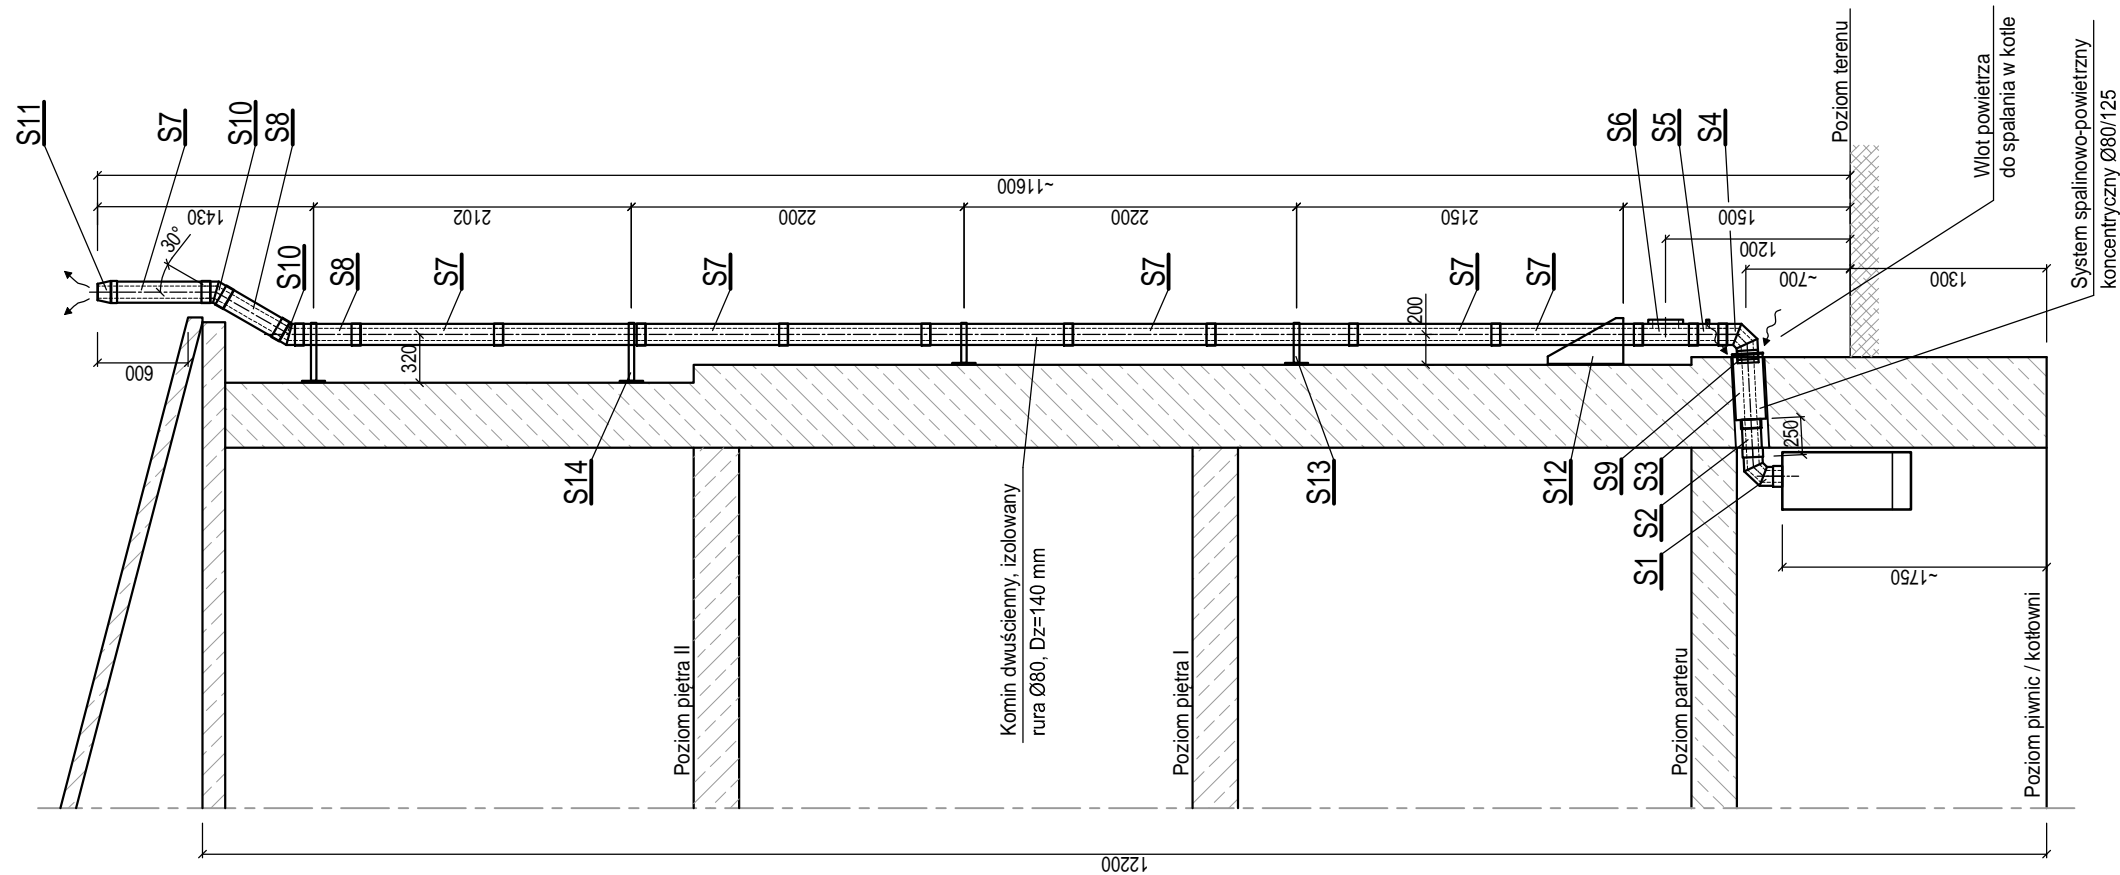 S11
S7
S10
S8
~11600
1430
2102
2200
2200
2150
1500
30°
1200
~700
1300
S10
S8
S7
S7
S7
S7
S7
S6
S5
S4
Poziom terenu
Wlot powietrza
do spalania w kotle
System spalinowo-powietrzny
koncentryczny Ø80/125
600
320
200
250
S14
S13
S12
S9
S3
S2
S1
~1750
Komin dwuścienny, izolowany
rura Ø80, Dz=140 mm
Poziom piętra II
Poziom piętra I
Poziom parteru
Poziom piwnic / kotłowni
12200